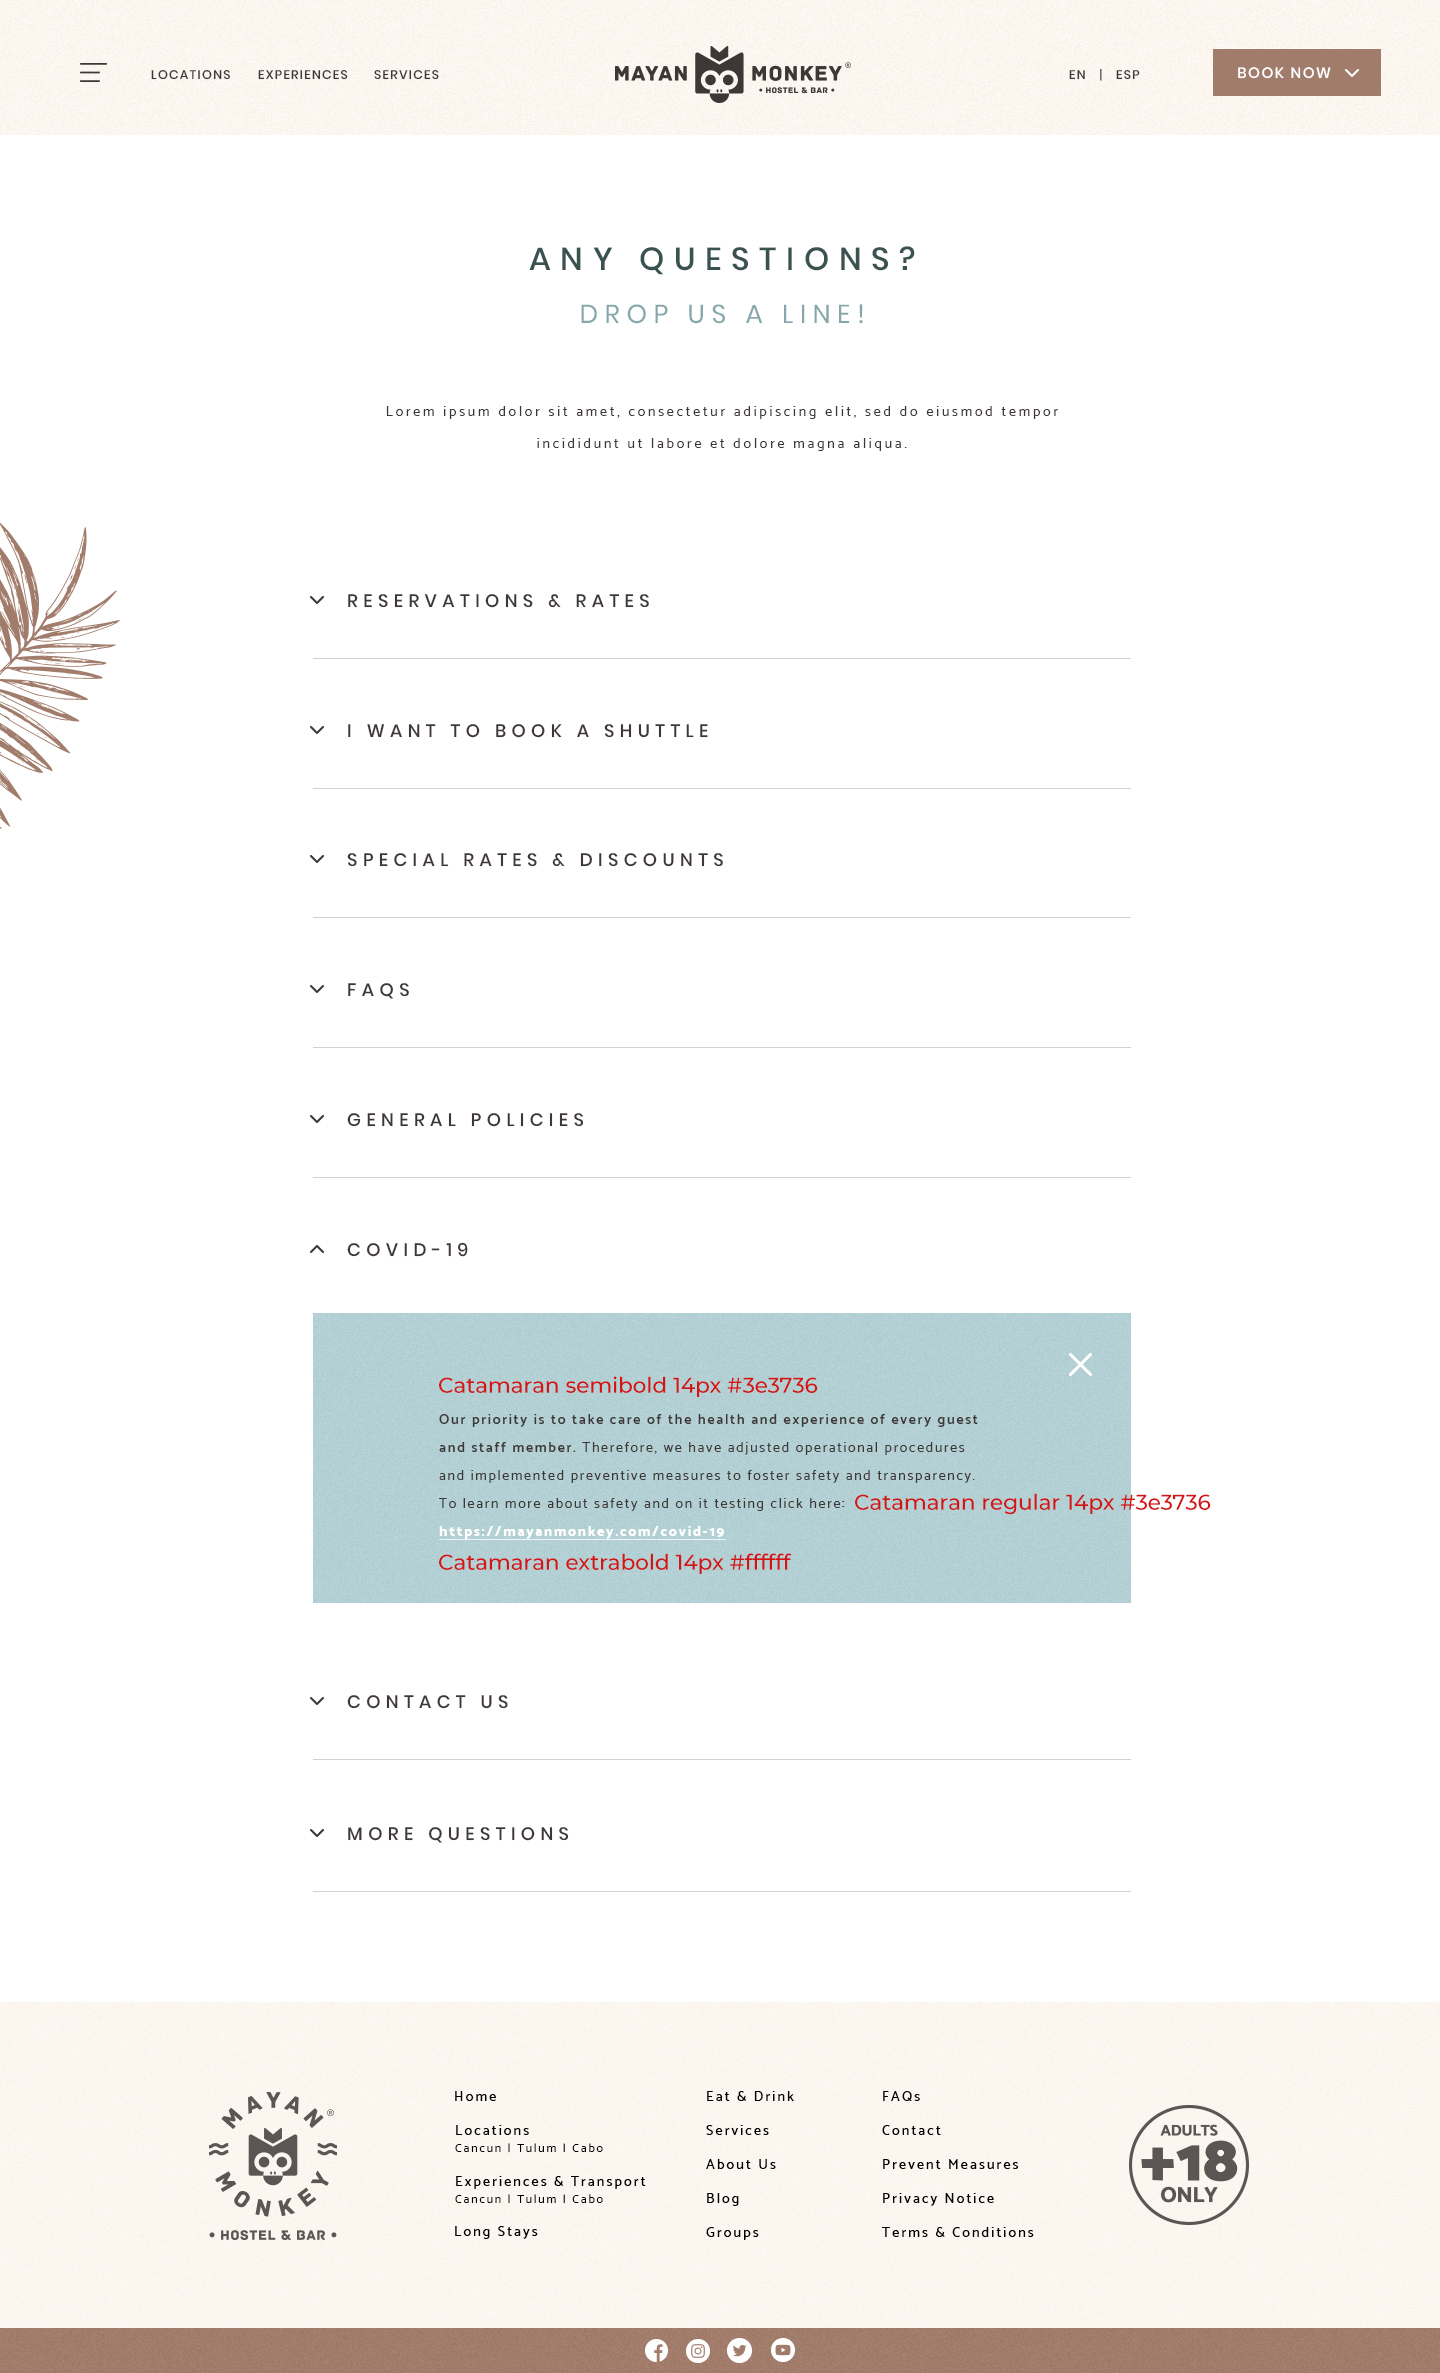 LOCATIONS EXPERIENCES SERVICES
MAYAN MONKEY®
• HOSTEL & BAR •
EN | ESP
BOOK NOW
ANY QUESTIONS?
DROP US A LINE!
Lorem ipsum dolor sit amet, consectetur adipiscing elit, sed do eiusmod tempor
incididunt ut labore et dolore magna aliqua.
RESERVATIONS & RATES
I WANT TO BOOK A SHUTTLE
SPECIAL RATES & DISCOUNTS
FAQS
GENERAL POLICIES
COVID-19
Catamaran semibold 14px #3e3736
Our priority is to take care of the health and experience of every guest
and staff member. Therefore, we have adjusted operational procedures
and implemented preventive measures to foster safety and transparency.
To learn more about safety and on it testing click here:
Catamaran regular 14px #3e3736
https://mayanmonkey.com/covid-19
Catamaran extrabold 14px #ffffff
CONTACT US
MORE QUESTIONS
MAYAN®
MONKEY
• HOSTEL & BAR •
Home
Locations
Cancun | Tulum | Cabo
Experiences & Transport
Cancun | Tulum | Cabo
Long Stays
Eat & Drink
Services
About Us
Blog
Groups
FAQs
Contact
Prevent Measures
Privacy Notice
Terms & Conditions
ADULTS
+18
ONLY